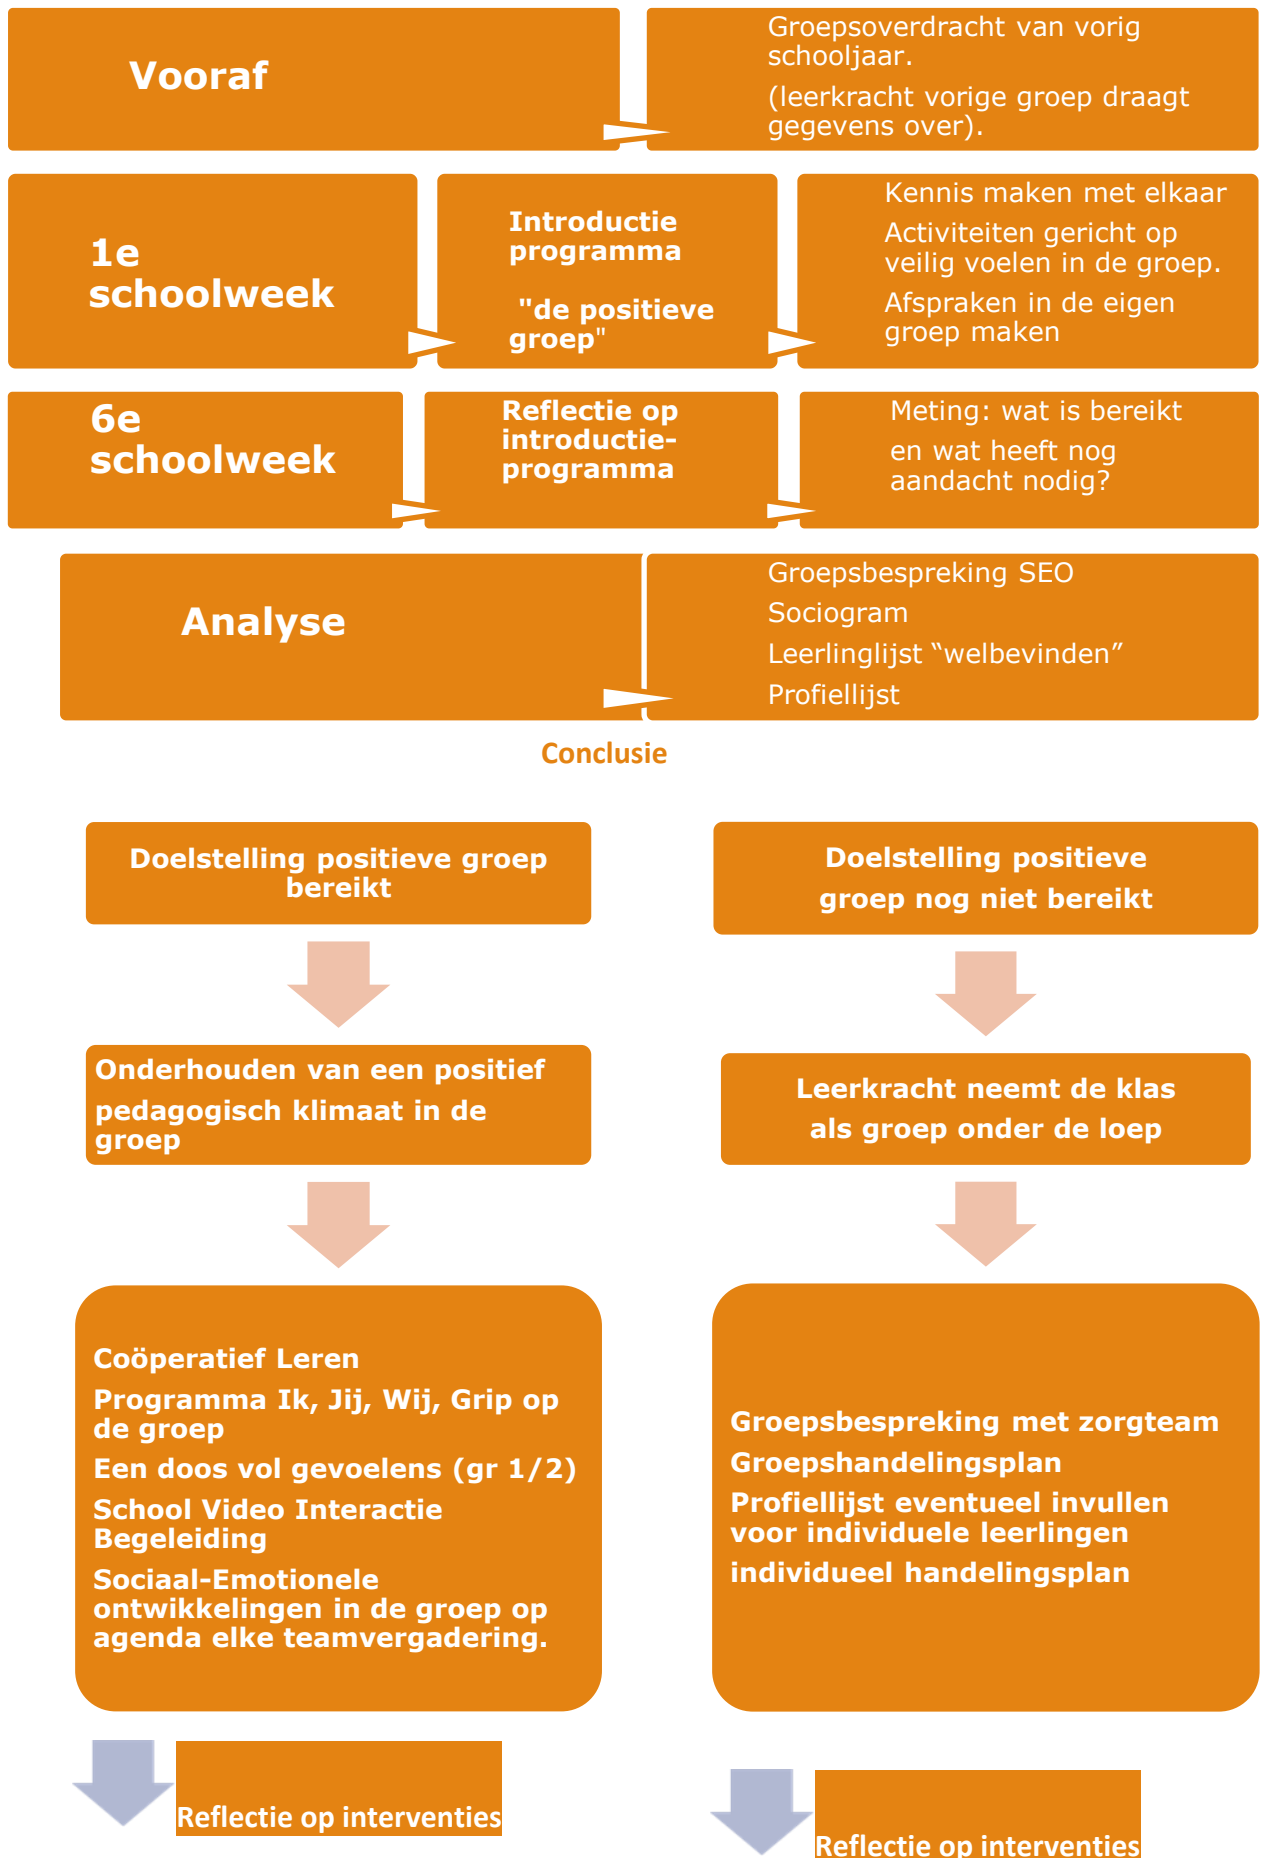 Vooraf
Groepsoverdracht van vorig
schooljaar.
(leerkracht vorige groep draagt
gegevens over).
1e
schoolweek
Introductie
programma
"de positieve
groep"
Kennis maken met elkaar
Activiteiten gericht op
veilig voelen in de groep.
Afspraken in de eigen
groep maken
6e
schoolweek
Reflectie op
introductie-
programma
Meting: wat is bereikt
en wat heeft nog
aandacht nodig?
Analyse
Groepsbespreking SEO
Sociogram
Leerlinglijst “welbevinden”
Profiellijst
Conclusie
Doelstelling positieve groep
bereikt
Onderhouden van een positief
pedagogisch klimaat in de
groep
Coöperatief Leren
Programma Ik, Jij, Wij, Grip op
de groep
Een doos vol gevoelens (gr 1/2)
School Video Interactie
Begeleiding
Sociaal-Emotionele
ontwikkelingen in de groep op
agenda elke teamvergadering.
Reflectie op interventies
Doelstelling positieve
groep nog niet bereikt
Leerkracht neemt de klas
als groep onder de loep
Groepsbespreking met zorgteam
Groepshandelingsplan
Profiellijst eventueel invullen
voor individuele leerlingen
individueel handelingsplan
Reflectie op interventies